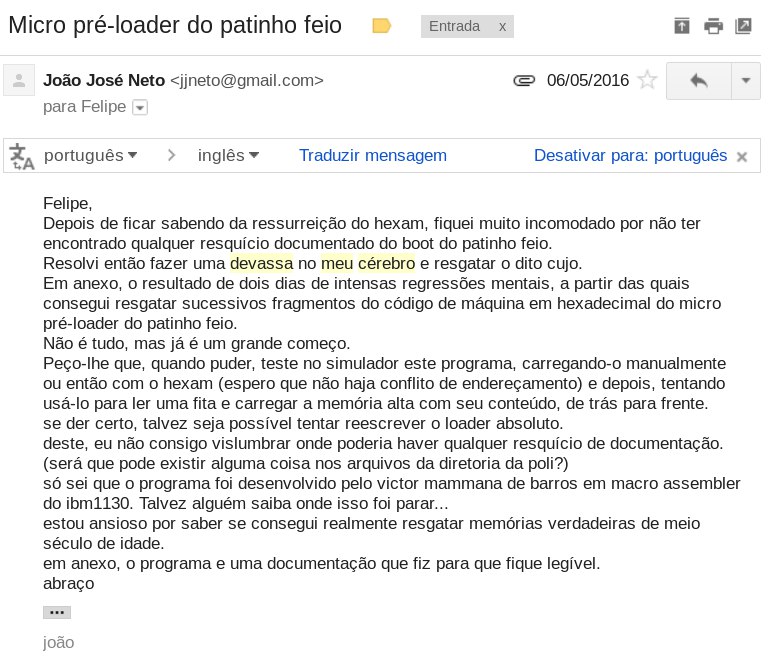 Micro pré-loader do patinho feio
Entrada x
João José Neto <jjneto@gmail.com>
06/05/2016
para Felipe
português
inglês
Traduzir mensagem
Desativar para: português
Felipe,
Depois de ficar sabendo da ressurreição do hexam, fiquei muito incomodado por não ter
encontrado qualquer resquício documentado do boot do patinho feio.
Resolvi então fazer uma devassa no meu cérebro e resgatar o dito cujo.
Em anexo, o resultado de dois dias de intensas regressões mentais, a partir das quais
consegui resgatar sucessivos fragmentos do código de máquina em hexadecimal do micro
pré-loader do patinho feio.
Não é tudo, mas já é um grande começo.
Peço-lhe que, quando puder, teste no simulador este programa, carregando-o manualmente
ou então com o hexam (espero que não haja conflito de endereçamento) e depois, tentando
usá-lo para ler uma fita e carregar a memória alta com seu conteúdo, de trás para frente.
se der certo, talvez seja possível tentar reescrever o loader absoluto.
deste, eu não consigo vislumbrar onde poderia haver qualquer resquício de documentação.
(será que pode existir alguma coisa nos arquivos da diretoria da poli?)
só sei que o programa foi desenvolvido pelo victor mammana de barros em macro assembler
do ibm1130. Talvez alguém saiba onde isso foi parar...
estou ansioso por saber se consegui realmente resgatar memórias verdadeiras de meio
século de idade.
em anexo, o programa e uma documentação que fiz para que fique legível.
abraço
joão